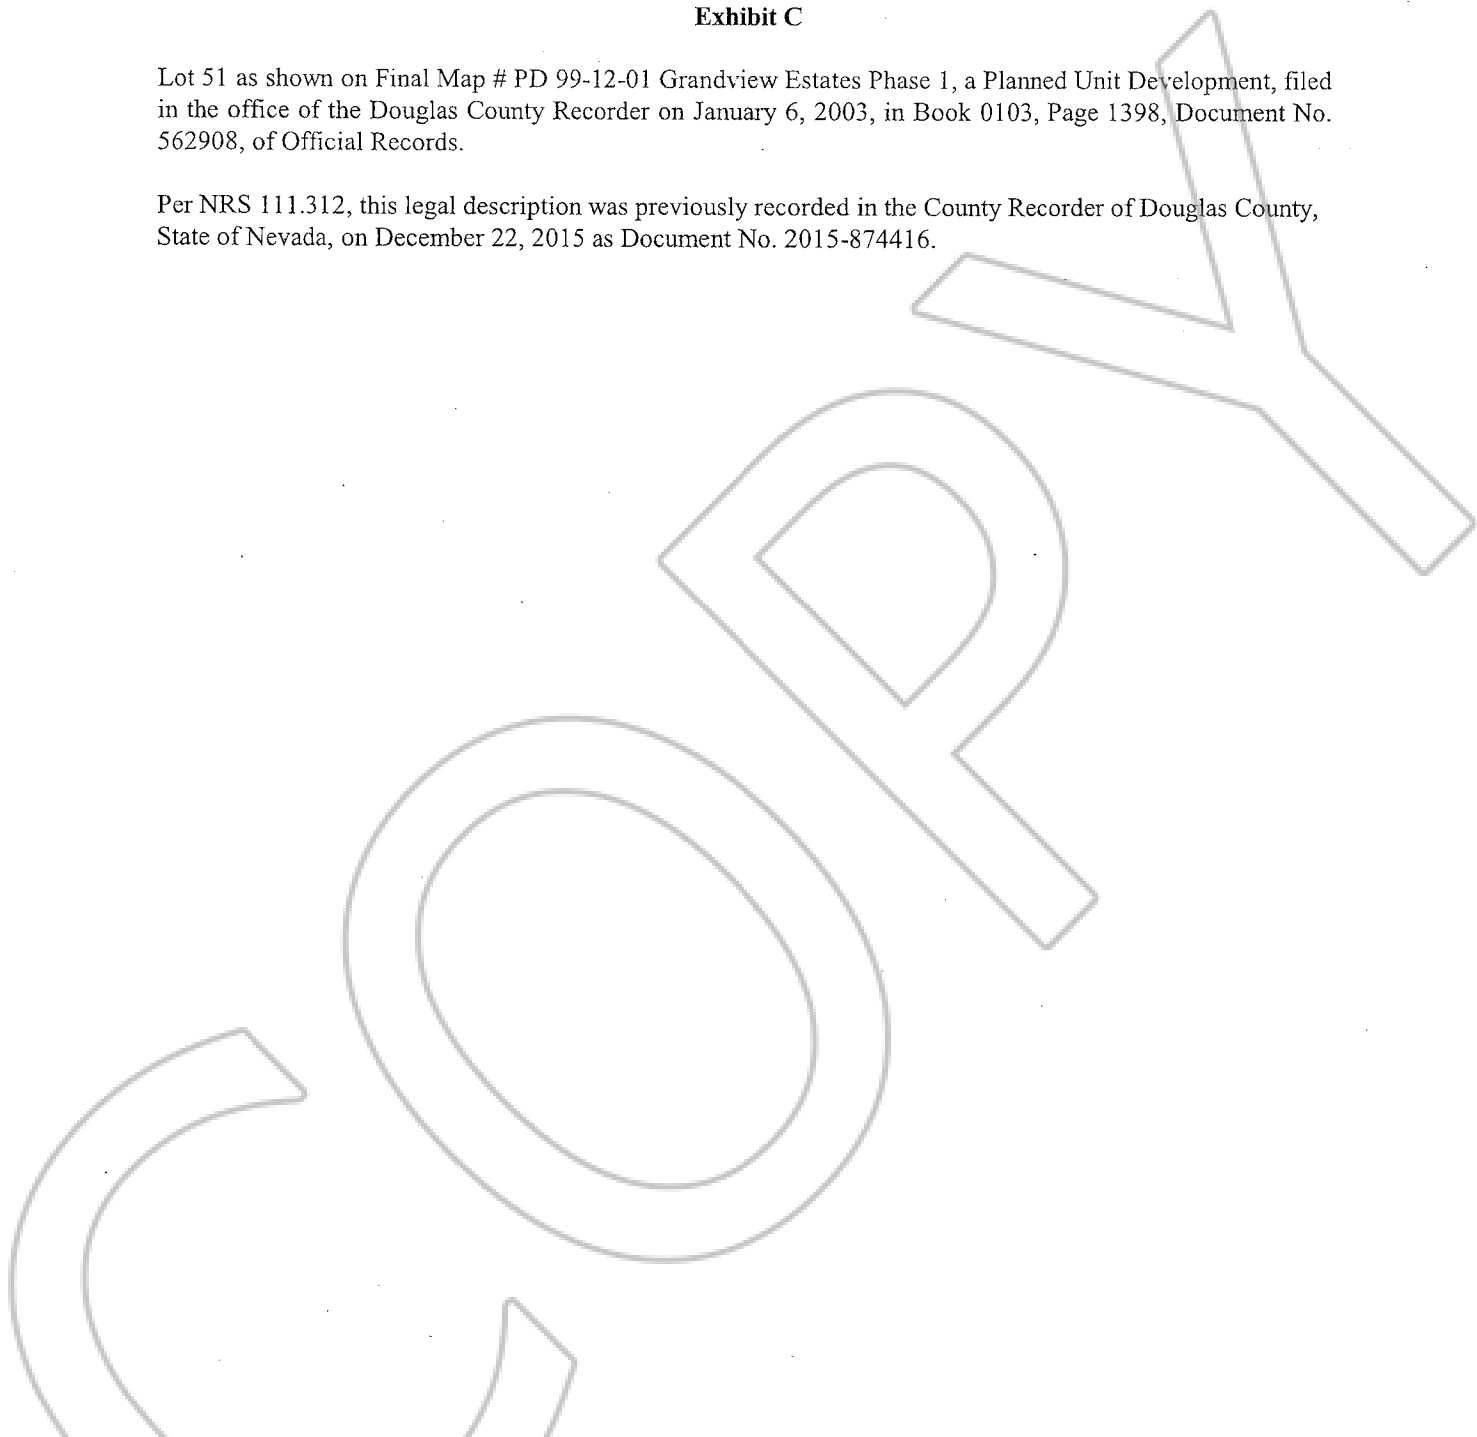 Exhibit C
Lot 51 as shown on Final Map # PD 99-12-01 Grandview Estates Phase 1, a Planned Unit Development, filed
in the office of the Douglas County Recorder on January 6, 2003, in Book 0103, Page 1398, Document No.
562908, of Official Records.
Per NRS 111.312, this legal description was previously recorded in the County Recorder of Douglas County,
State of Nevada, on December 22, 2015 as Document No. 2015-874416.
COPY